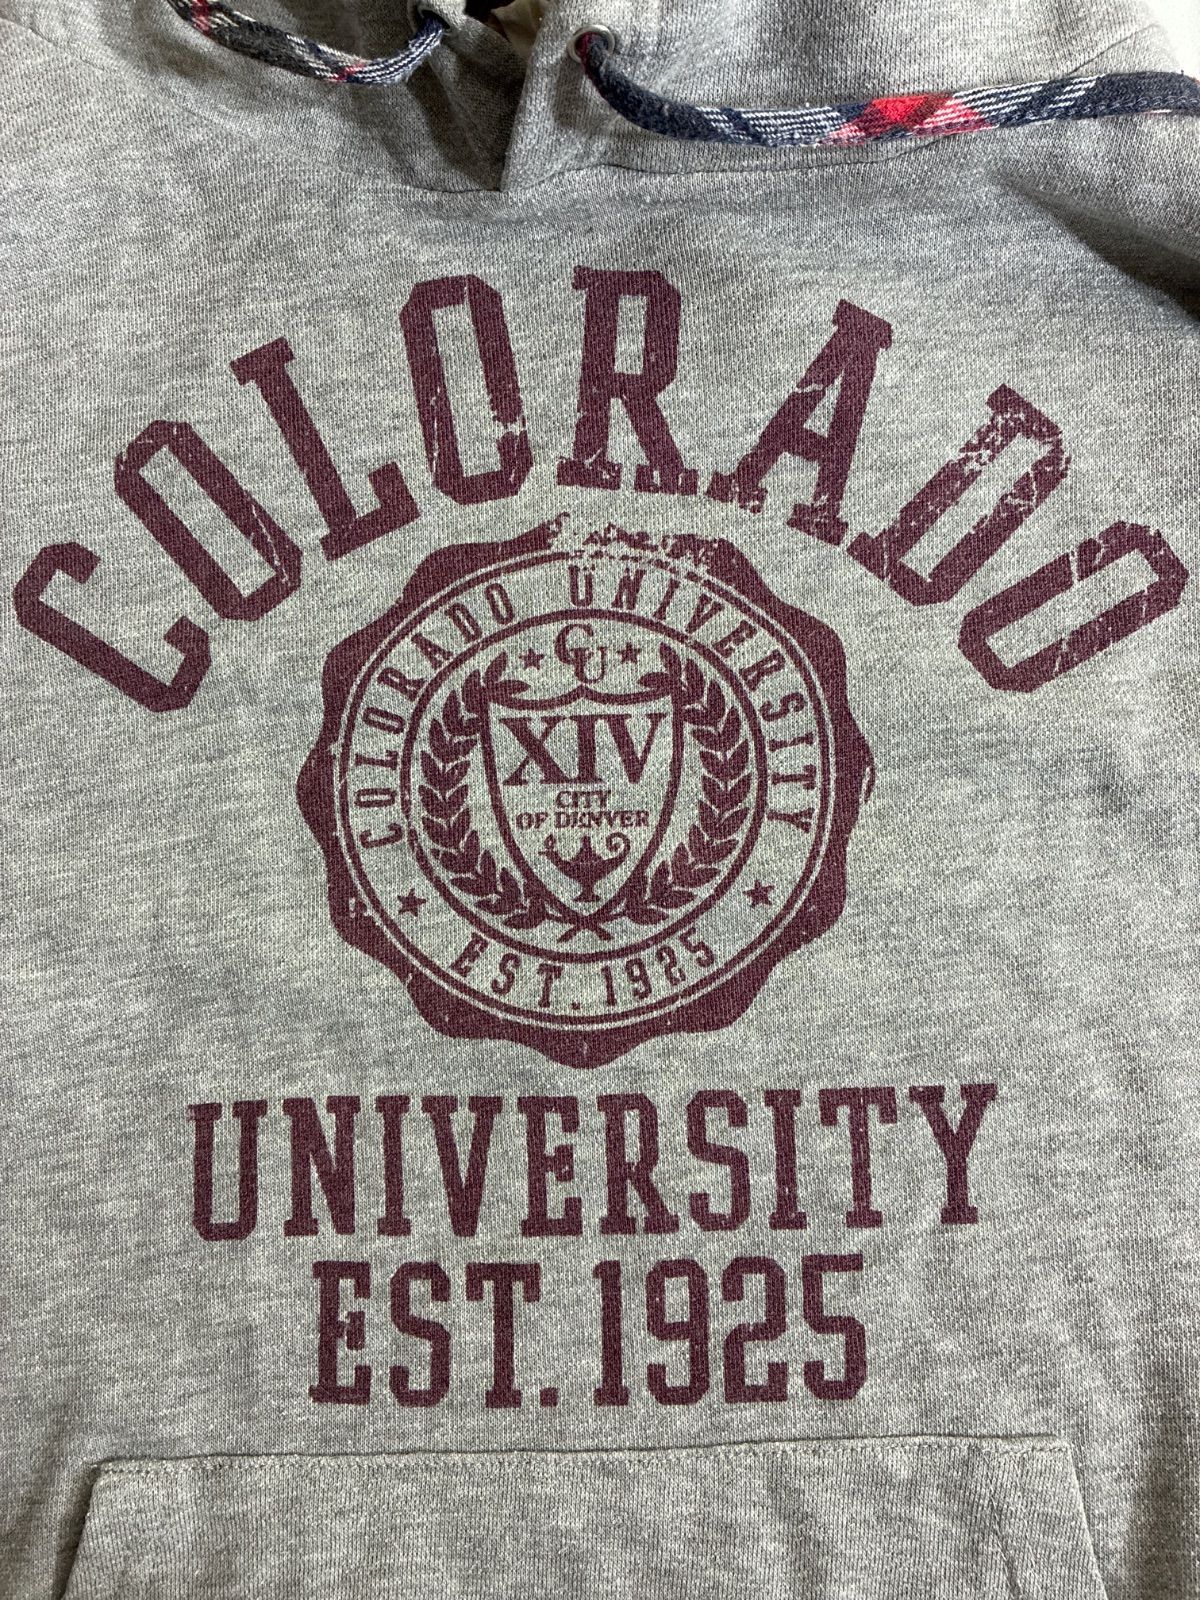 COLORADO
COLORADO UNIVERSITY
CU
XIV
CITY
OF DENVER
EST. 1925
UNIVERSITY
EST. 1925